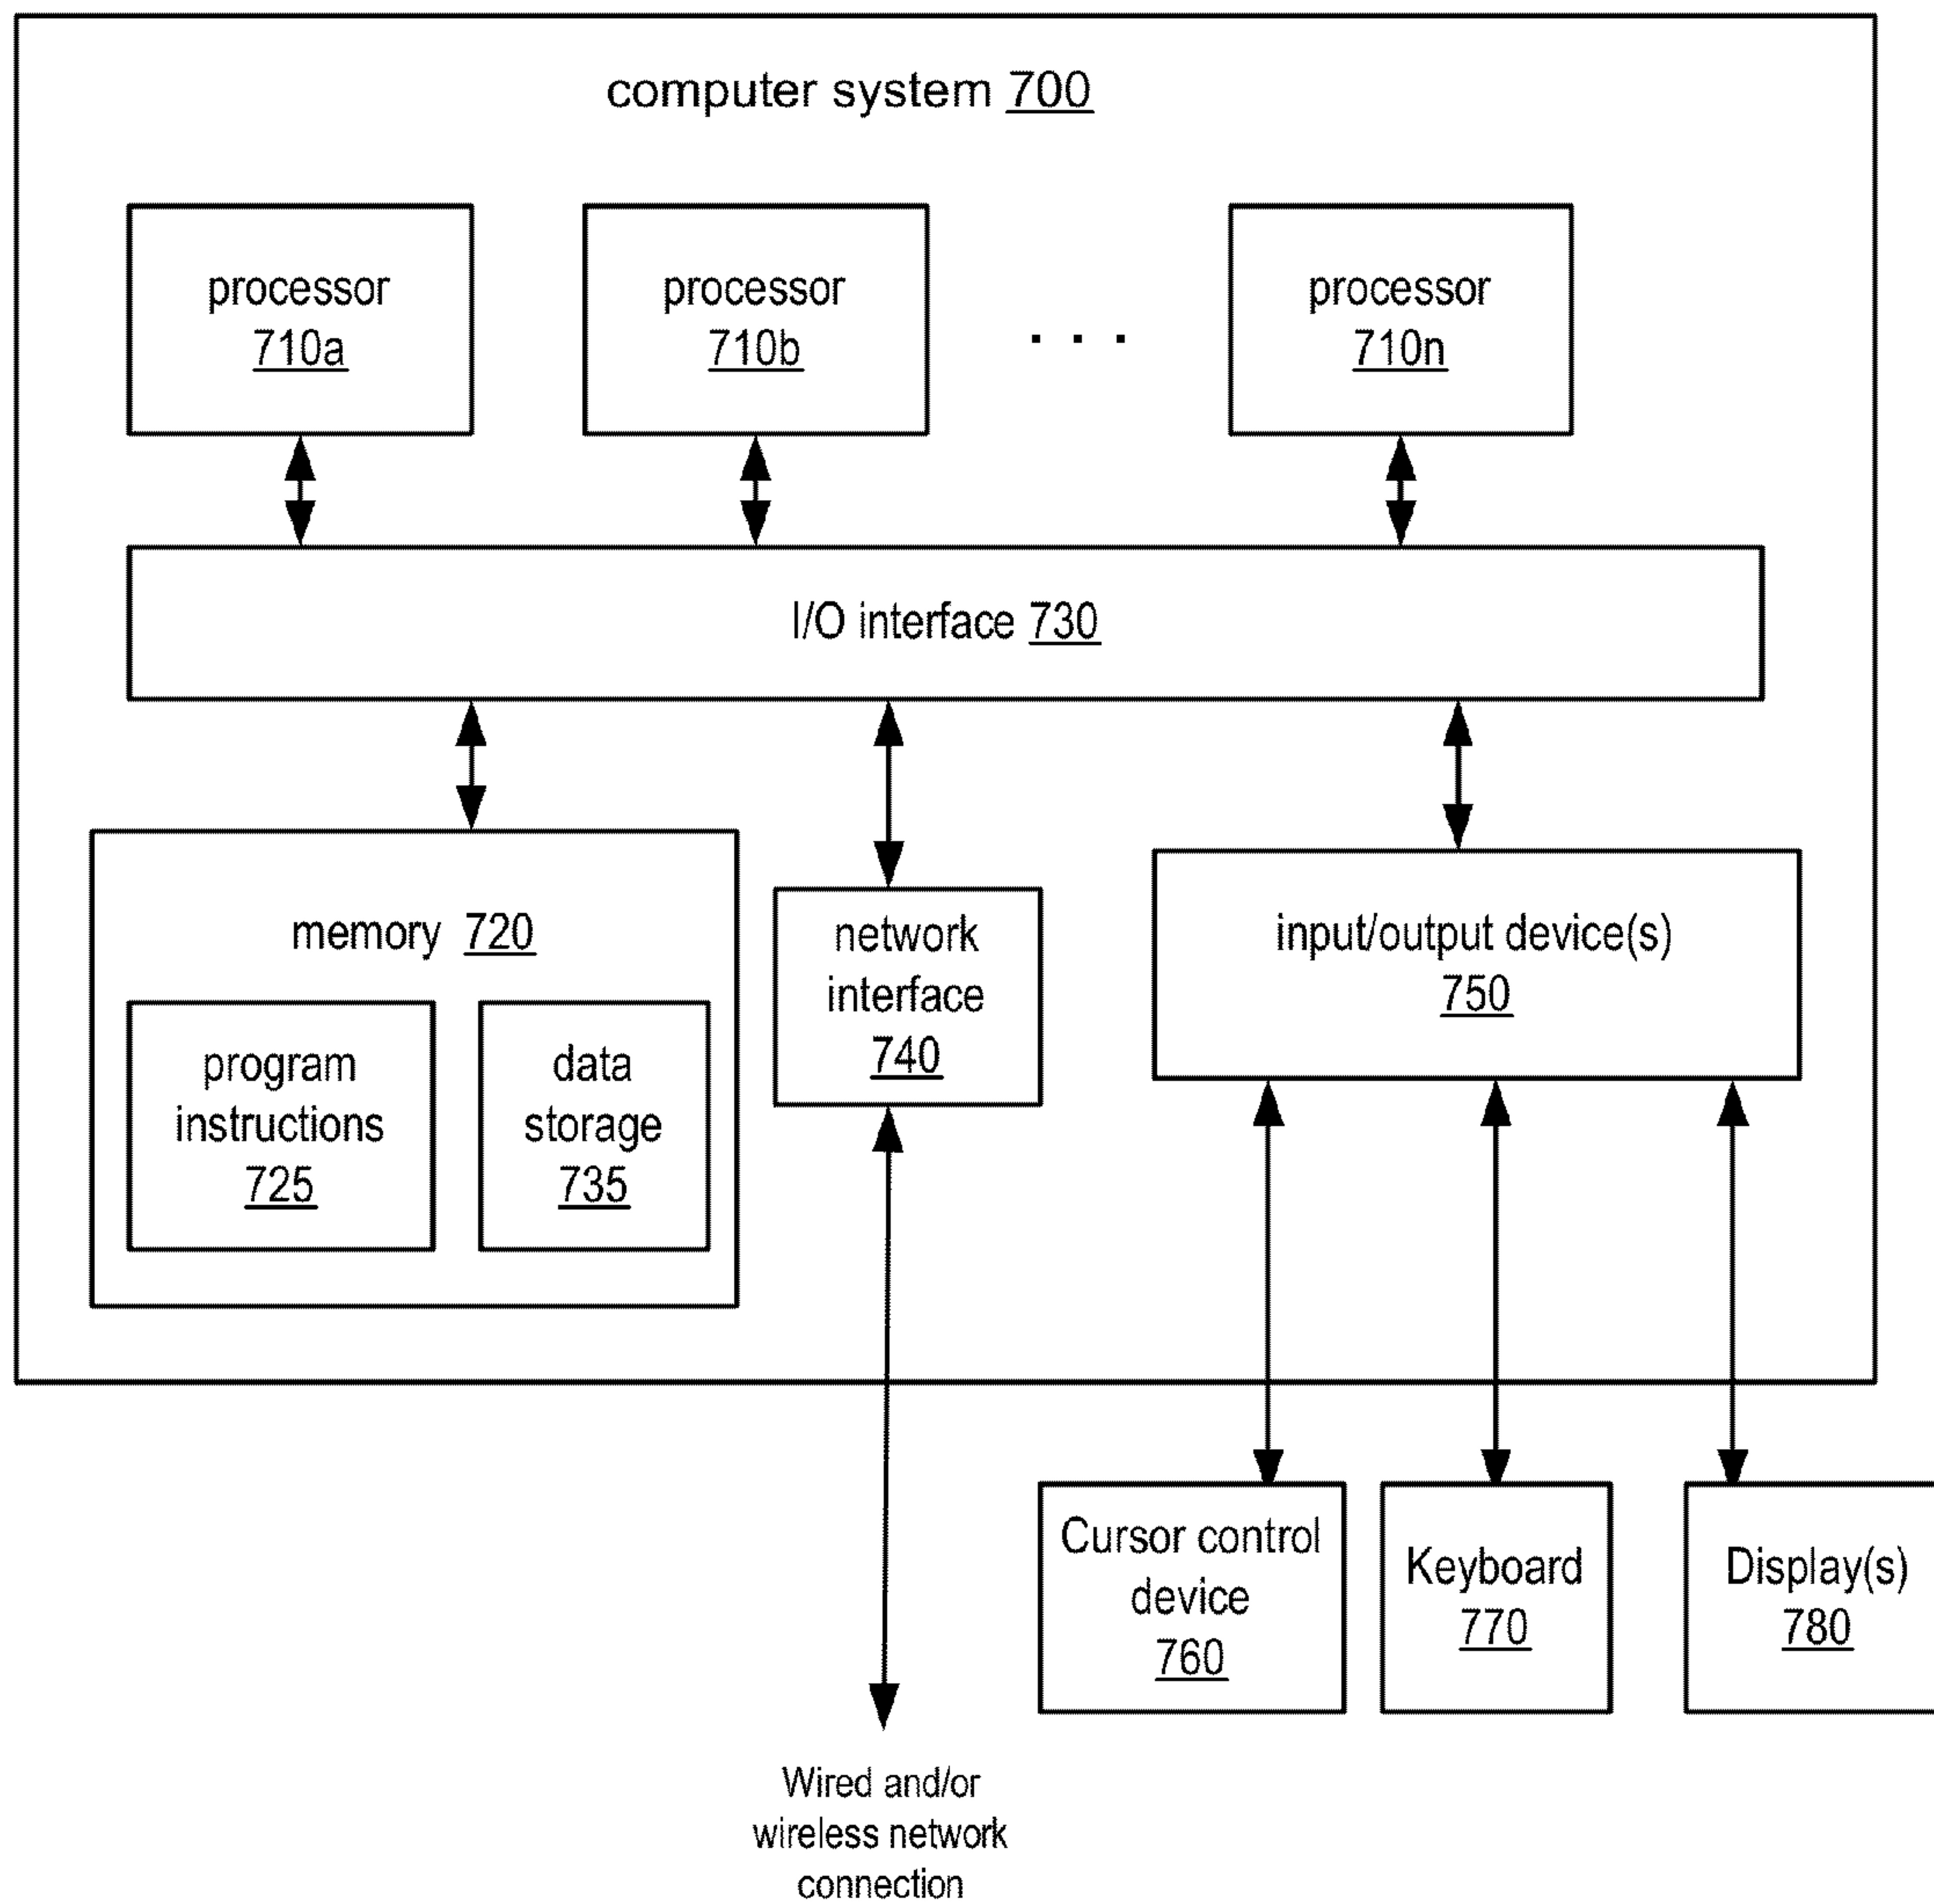 computer system 700
processor
710a
processor
710b
. . .
processor
710n
I/O interface 730
memory 720
program
instructions
725
data
storage
735
network
interface
740
input/output device(s)
750
Cursor control
device
760
Keyboard
770
Display(s)
780
Wired and/or
wireless network
connection